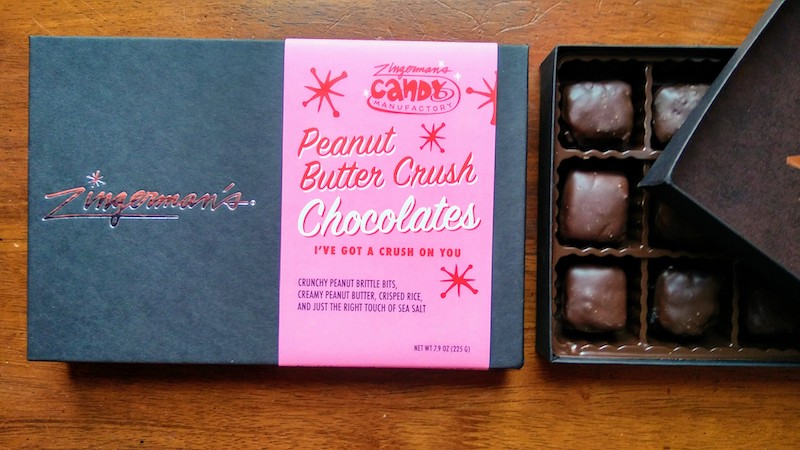 Zingerman's
Zingerman's
CANDY
MANUFACTORY
Peanut
Butter Crush
Chocolates
I'VE GOT A CRUSH ON YOU
CRUNCHY PEANUT BRITTLE BITS,
CREAMY PEANUT BUTTER, CRISPED RICE,
AND JUST THE RIGHT TOUCH OF SEA SALT
NET WT 7.9 OZ (225 G)